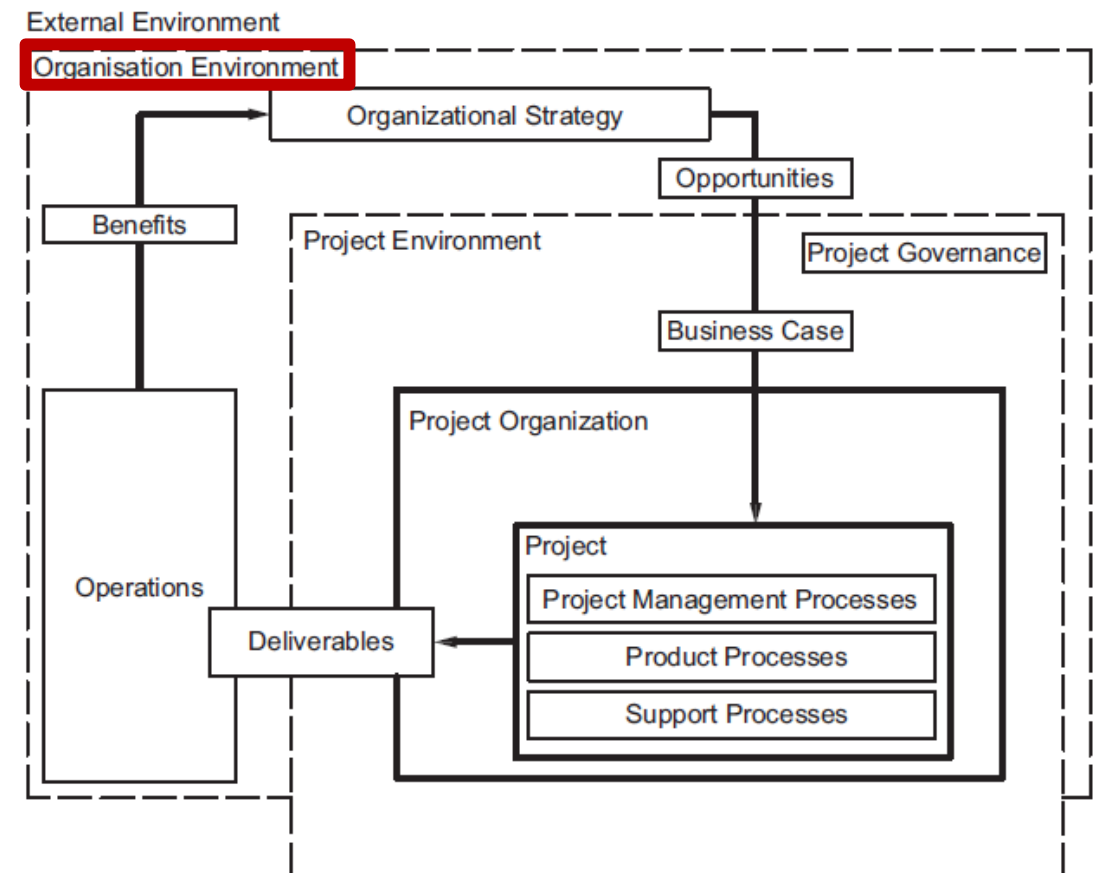 External Environment
Organisation Environment
Organizational Strategy
Opportunities
Benefits
Project Environment
Project Governance
Business Case
Project Organization
Project
Operations
Project Management Processes
Deliverables
Product Processes
Support Processes